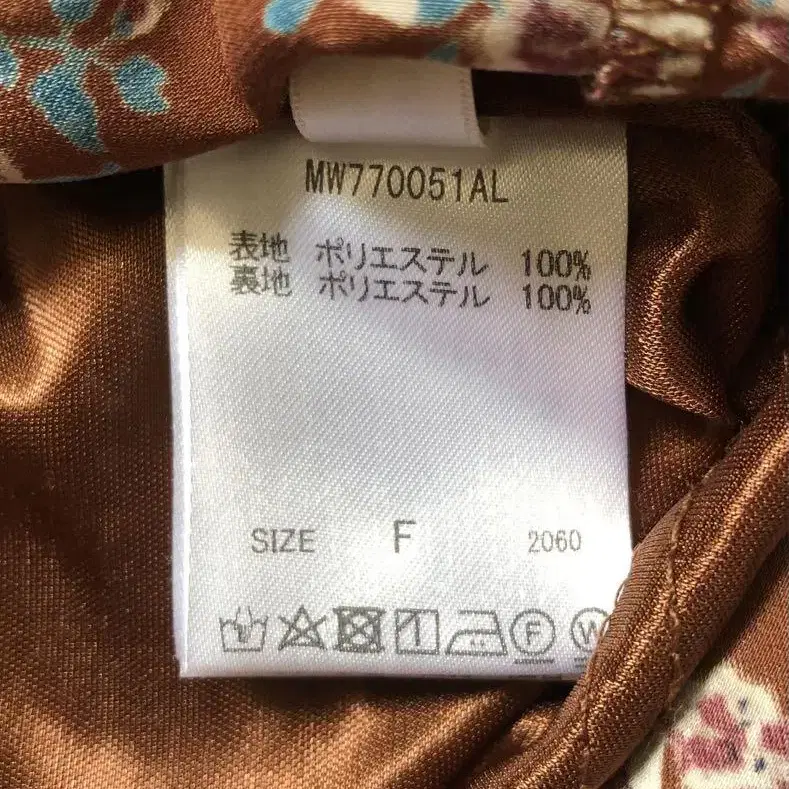 MW770051AL
表地 ポリエステル 100%
裏地 ポリエステル 100%
SIZE F 2060
F W